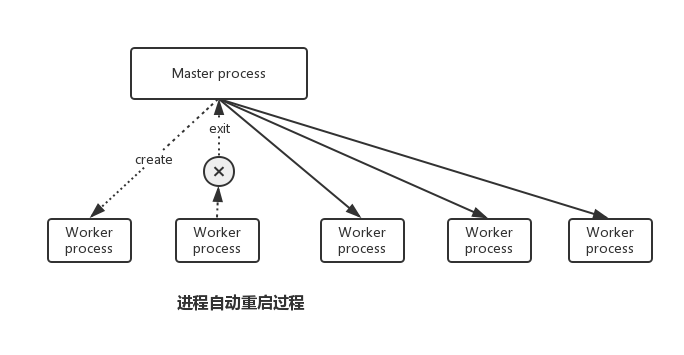 Master process
exit
create
Worker
process
Worker
process
Worker
process
Worker
process
Worker
process
进程自动重启过程